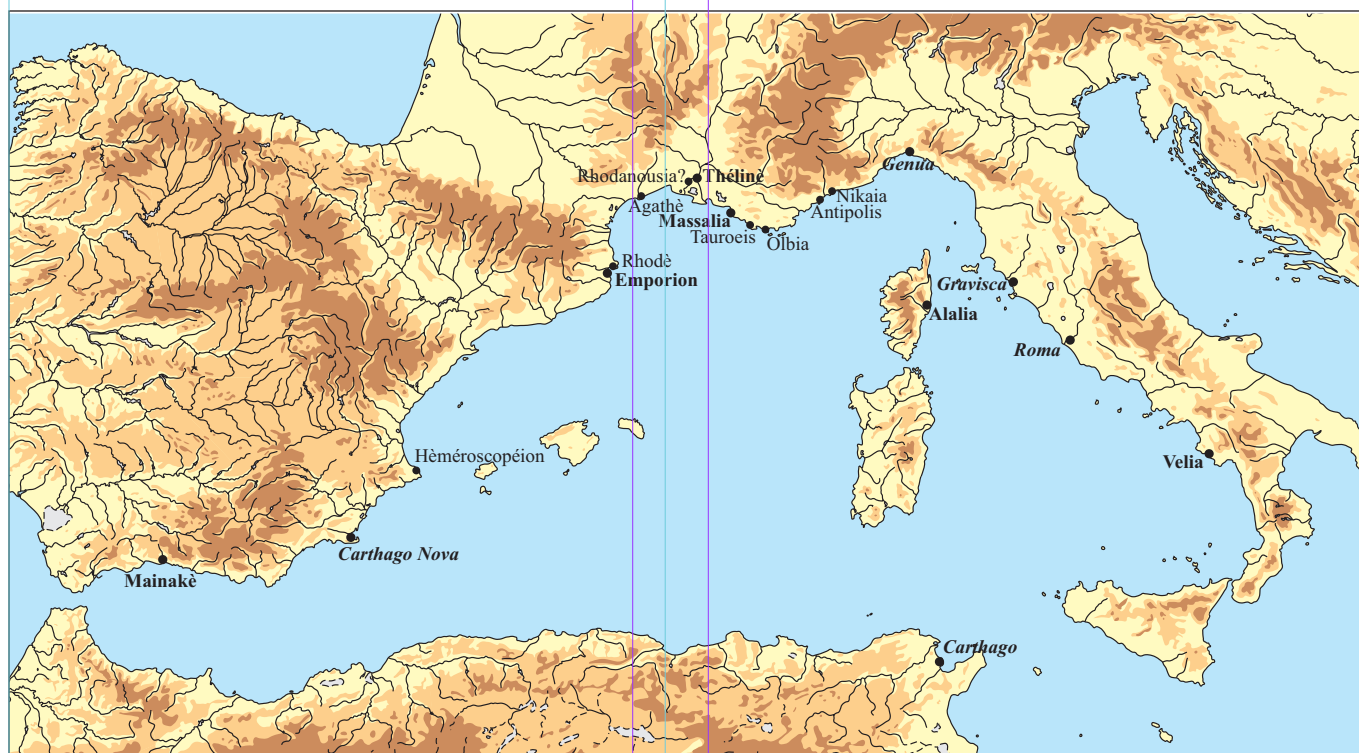 Genua
Rhodanousia?
Thélinè
Nikaia
Agathè
Antipolis
Massalia
Tauroeis
Olbia
Rhodè
Emporion
Gravisca
Alalia
Roma
Hèméroscopéion
Velia
Carthago Nova
Mainakè
Carthago